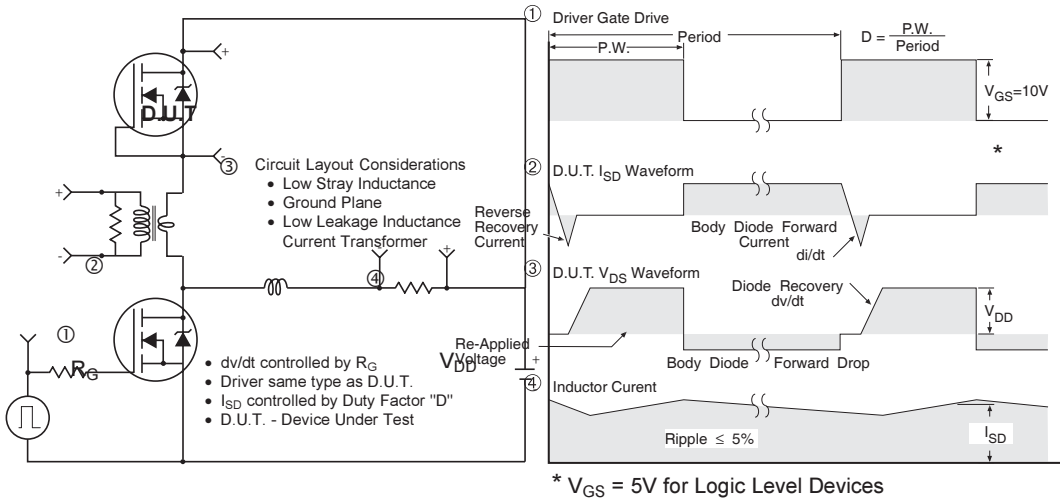 ① Driver Gate Drive
P.W.
Period
D = P.W. / Period
V_GS=10V
*
+
D.U.T
-
③
Circuit Layout Considerations
• Low Stray Inductance
• Ground Plane
• Low Leakage Inductance
Current Transformer
+
-
②
-
+
④
①
R_G
• dv/dt controlled by R_G
• Driver same type as D.U.T.
• I_SD controlled by Duty Factor "D"
• D.U.T. - Device Under Test
V_DD
+
-
② D.U.T. I_SD Waveform
Reverse
Recovery
Current
Body Diode Forward
Current
di/dt
③ D.U.T. V_DS Waveform
Diode Recovery
dv/dt
V_DD
Re-Applied
Voltage
Body Diode Forward Drop
④ Inductor Curent
Ripple ≤ 5%
I_SD
* V_GS = 5V for Logic Level Devices